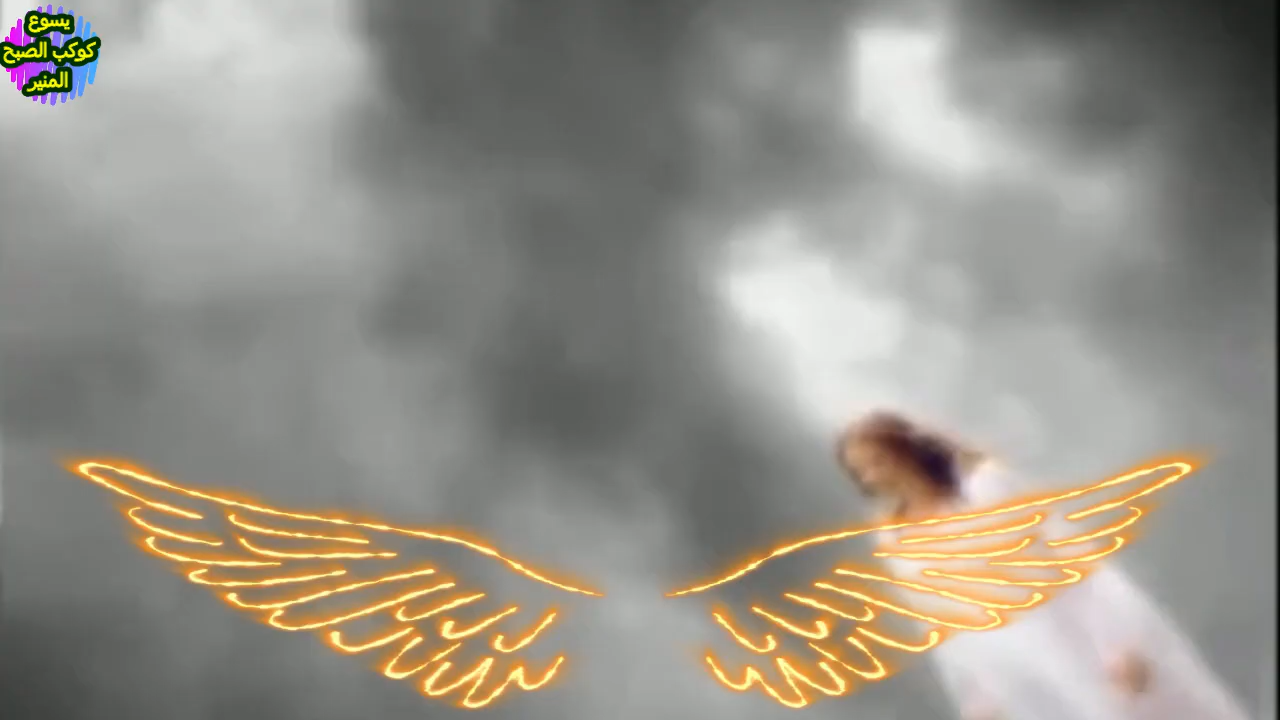 يسوع
كوكب الصبح
المنير